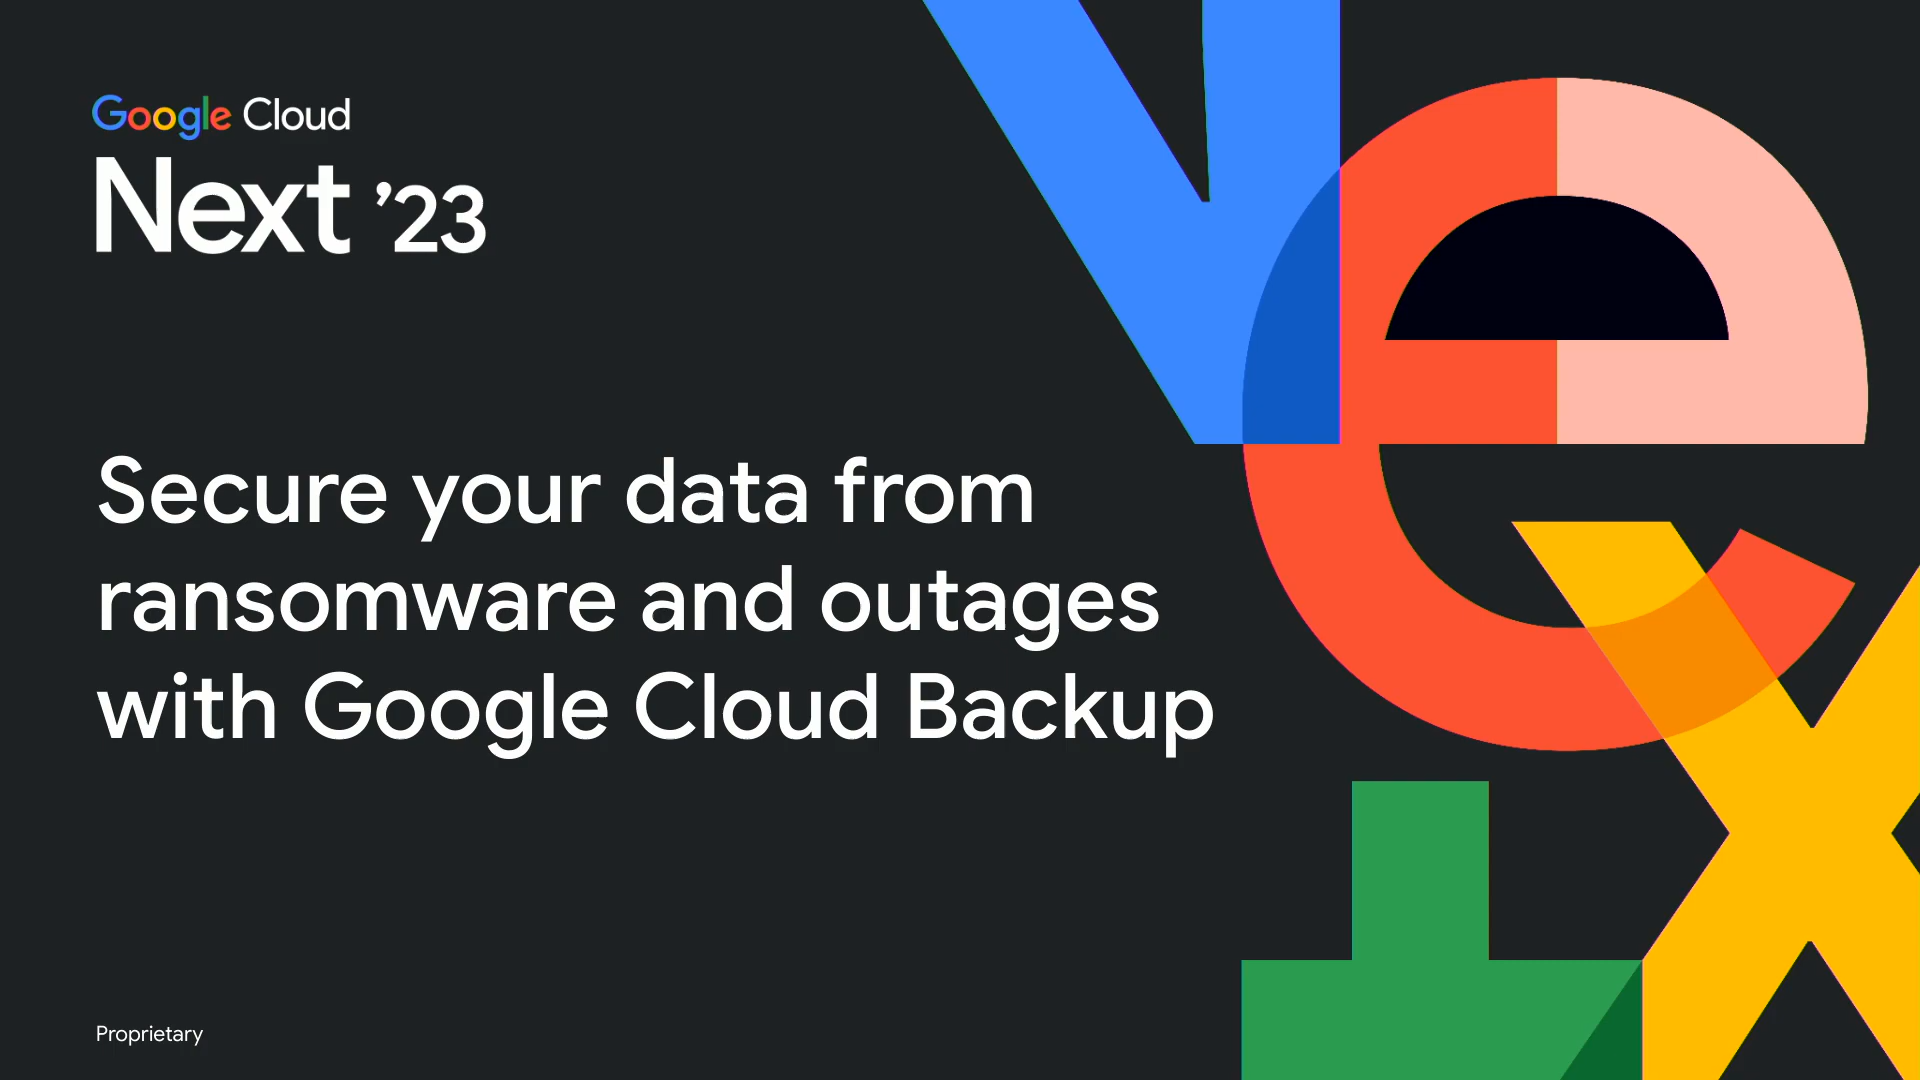 Google Cloud
Next ’23
Secure your data from
ransomware and outages
with Google Cloud Backup
Proprietary